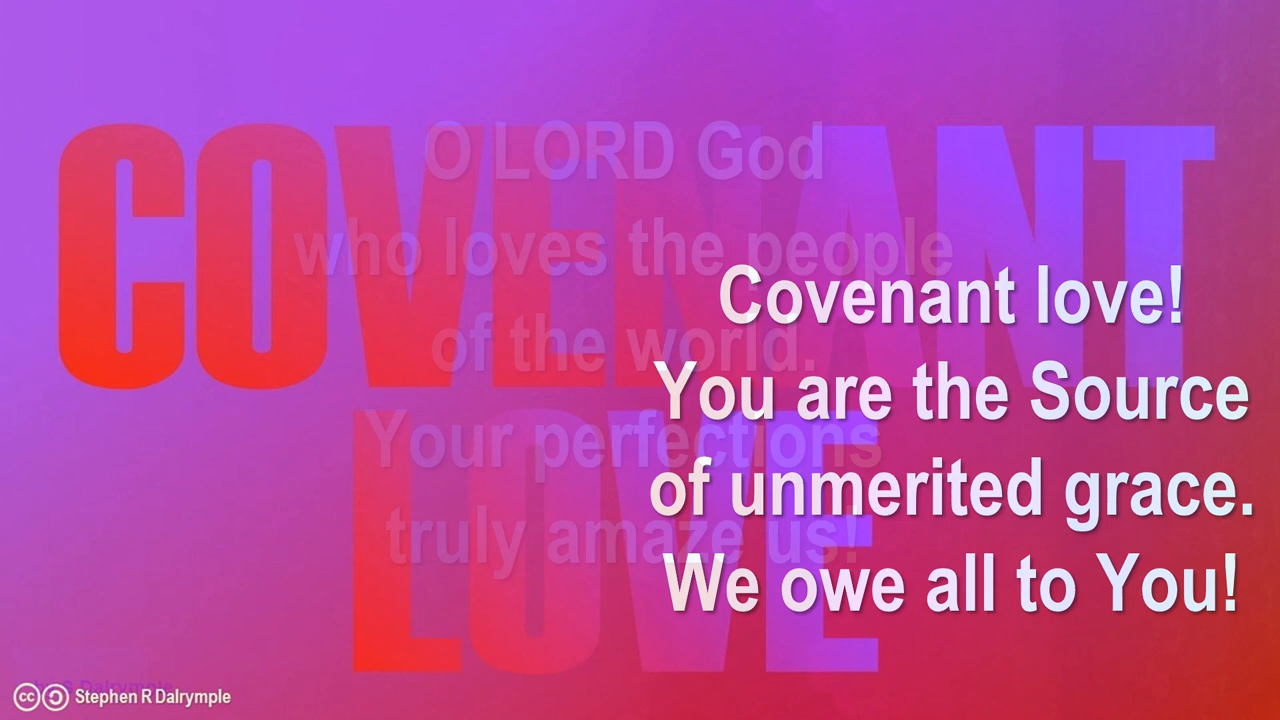 COVENANT
LOVE
O LORD God
who loves the people
of the world.
Your perfections
truly amaze us!
Covenant love!
You are the Source
of unmerited grace.
We owe all to You!
cc Stephen R Dalrymple